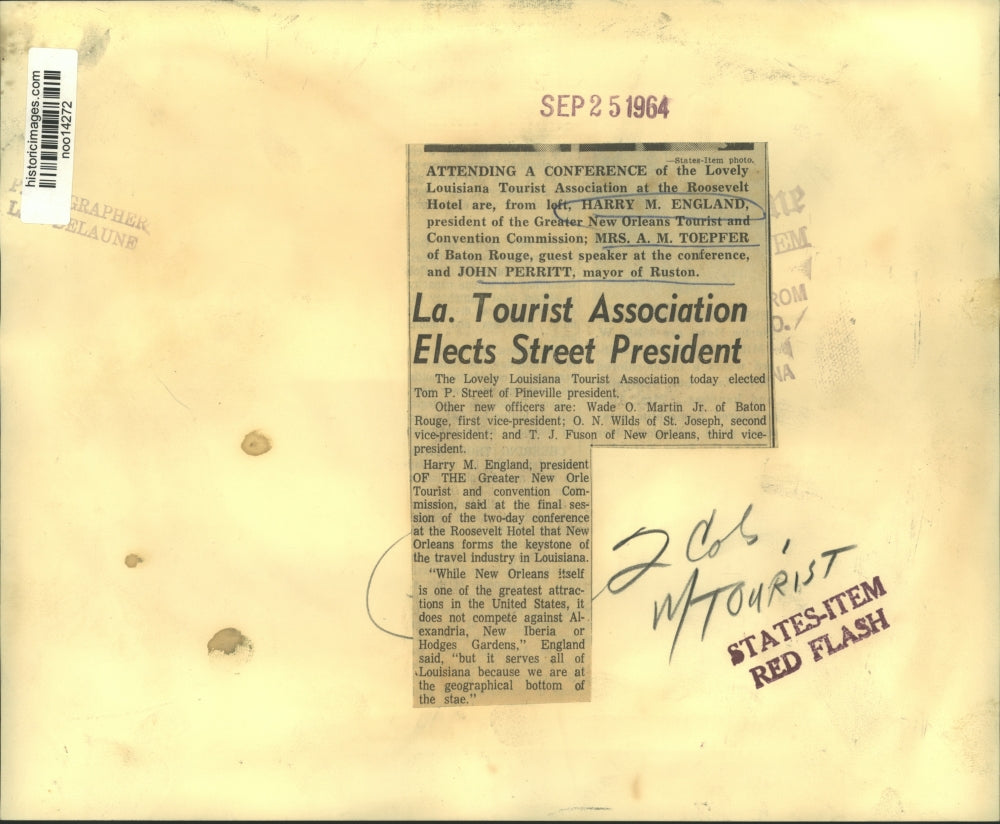 historicimages.com
noo14272
SEP 25 1964
GRAPHER
DELAUNE
—States-Item photo.
ATTENDING A CONFERENCE of the Lovely
Louisiana Tourist Association at the Roosevelt
Hotel are, from left, HARRY M. ENGLAND,
president of the Greater New Orleans Tourist and
Convention Commission; MRS. A. M. TOEPFER
of Baton Rouge, guest speaker at the conference,
and JOHN PERRITT, mayor of Ruston.
La. Tourist Association
Elects Street President
The Lovely Louisiana Tourist Association today elected
Tom P. Street of Pineville president.
Other new officers are: Wade O. Martin Jr. of Baton
Rouge, first vice-president; O. N. Wilds of St. Joseph, second
vice-president; and T. J. Fuson of New Orleans, third vice-
president.
Harry M. England, president
OF THE Greater New Orle
Tourist and convention Com-
mission, said at the final ses-
sion of the two-day conference
at the Roosevelt Hotel that New
Orleans forms the keystone of
the travel industry in Louisiana.
"While New Orleans itself
is one of the greatest attrac-
tions in the United States, it
does not compete against Al-
exandria, New Iberia or
Hodges Gardens," England
said, "but it serves all of
Louisiana because we are at
the geographical bottom of
the stae."
EM
ROM
O.
NA
2 Col,
W/TOURIST
STATES-ITEM
RED FLASH